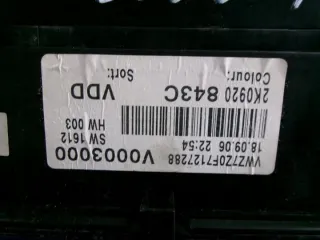 VWZ7Z0F7127288
18.09.06 22:54
SW 1612
HW 003
V0003000
2K0920 843C
VDD
Colour:
Sort: